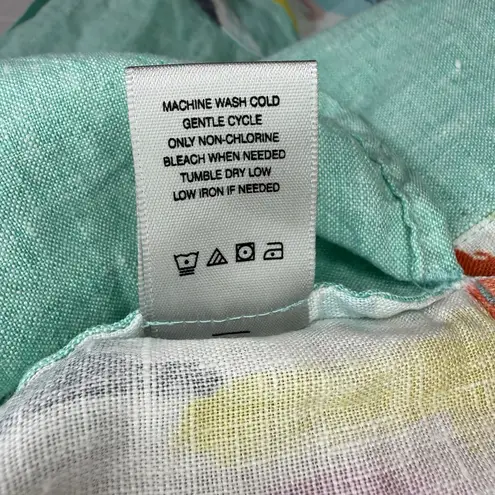 MACHINE WASH COLD
GENTLE CYCLE
ONLY NON-CHLORINE
BLEACH WHEN NEEDED
TUMBLE DRY LOW
LOW IRON IF NEEDED